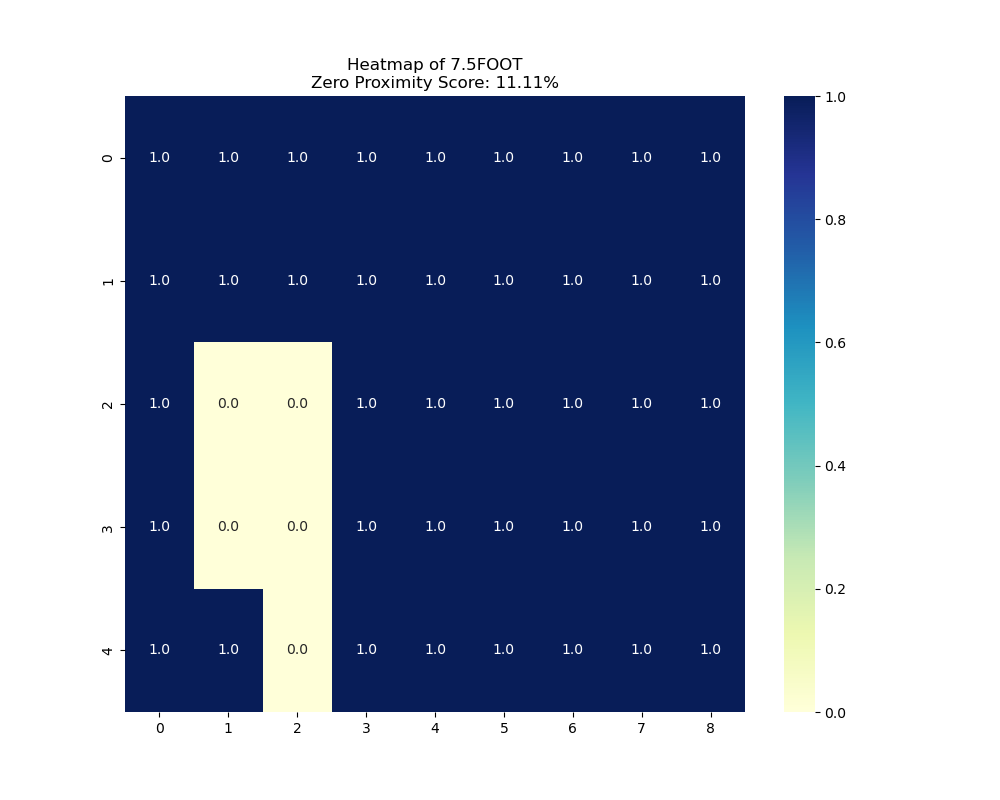 Heatmap of 7.5FOOT
Zero Proximity Score: 11.11%
0 1.0 1.0 1.0 1.0 1.0 1.0 1.0 1.0 1.0
1 1.0 1.0 1.0 1.0 1.0 1.0 1.0 1.0 1.0
2 1.0 0.0 0.0 1.0 1.0 1.0 1.0 1.0 1.0
3 1.0 0.0 0.0 1.0 1.0 1.0 1.0 1.0 1.0
4 1.0 1.0 0.0 1.0 1.0 1.0 1.0 1.0 1.0
0 1 2 3 4 5 6 7 8
1.0
0.8
0.6
0.4
0.2
0.0